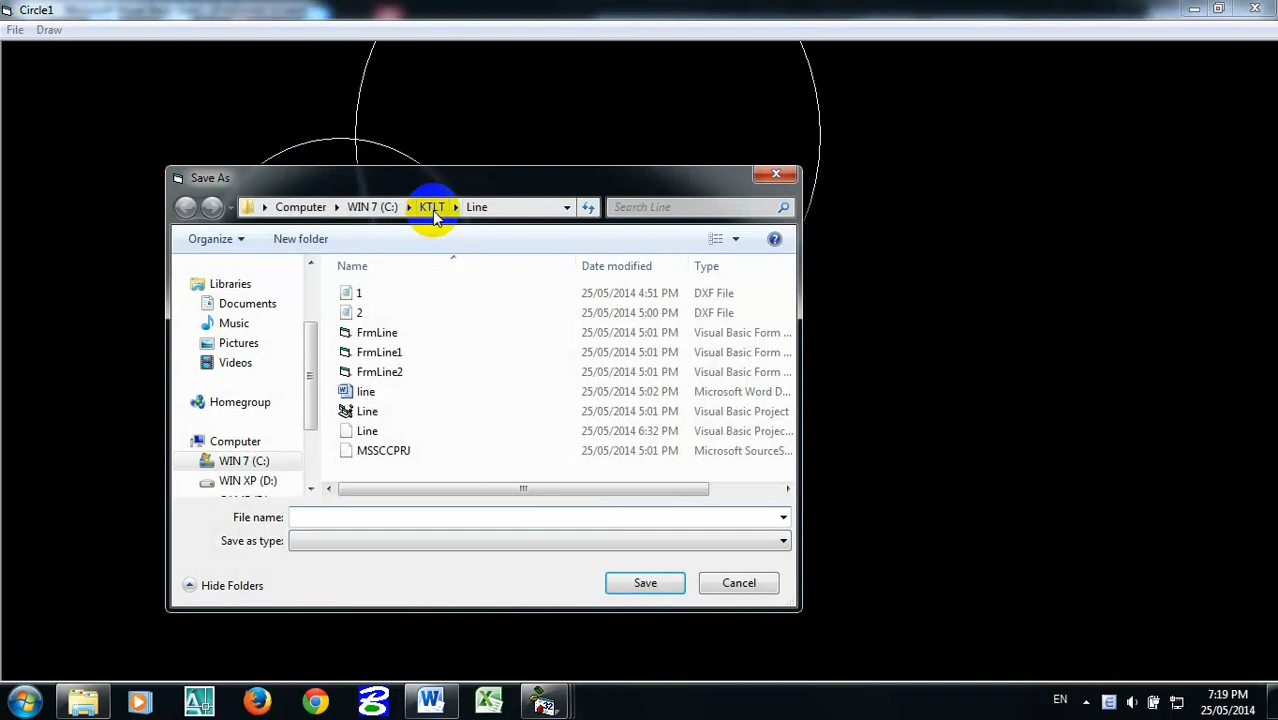 Circle1
File Draw
Save As
Computer WIN 7 (C:) KTLT Line
Search Line
Organize New folder
Name Date modified Type
Libraries
Documents
Music
Pictures
Videos
Homegroup
Computer
WIN 7 (C:)
WIN XP (D:)
1 25/05/2014 4:51 PM DXF File
2 25/05/2014 5:00 PM DXF File
FrmLine 25/05/2014 5:01 PM Visual Basic Form ...
FrmLine1 25/05/2014 5:01 PM Visual Basic Form ...
FrmLine2 25/05/2014 5:01 PM Visual Basic Form ...
line 25/05/2014 5:02 PM Microsoft Word D...
Line 25/05/2014 5:01 PM Visual Basic Project
Line 25/05/2014 6:32 PM Visual Basic Projec...
MSSCCPRJ 25/05/2014 5:01 PM Microsoft SourceS...
File name:
Save as type:
Hide Folders Save Cancel
EN 7:19 PM
25/05/2014